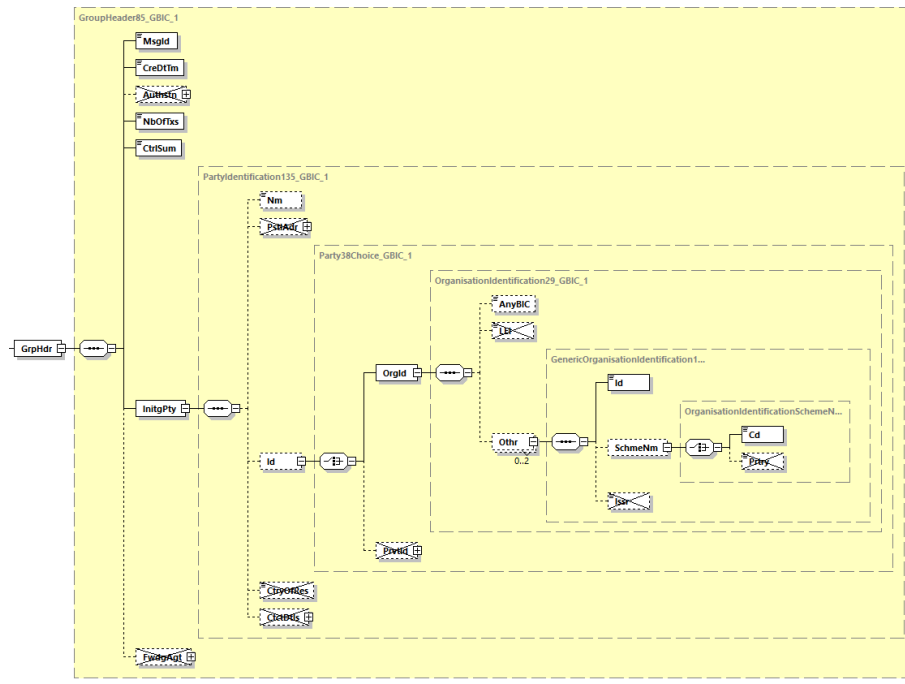 GroupHeader85_GBIC_1
MsgId
CreDtTm
Authstn
NbOfTxs
CtrlSum
PartyIdentification135_GBIC_1
Nm
PstlAdr
Party38Choice_GBIC_1
OrganisationIdentification29_GBIC_1
AnyBIC
LEI
GrpHdr
GenericOrganisationIdentification1...
OrgId
Id
InitgPty
OrganisationIdentificationSchemeN...
Cd
Othr
SchmeNm
0..2
Id
Prtry
Issr
PrvtId
CtryOfRes
CtctDtls
FwdgAgt